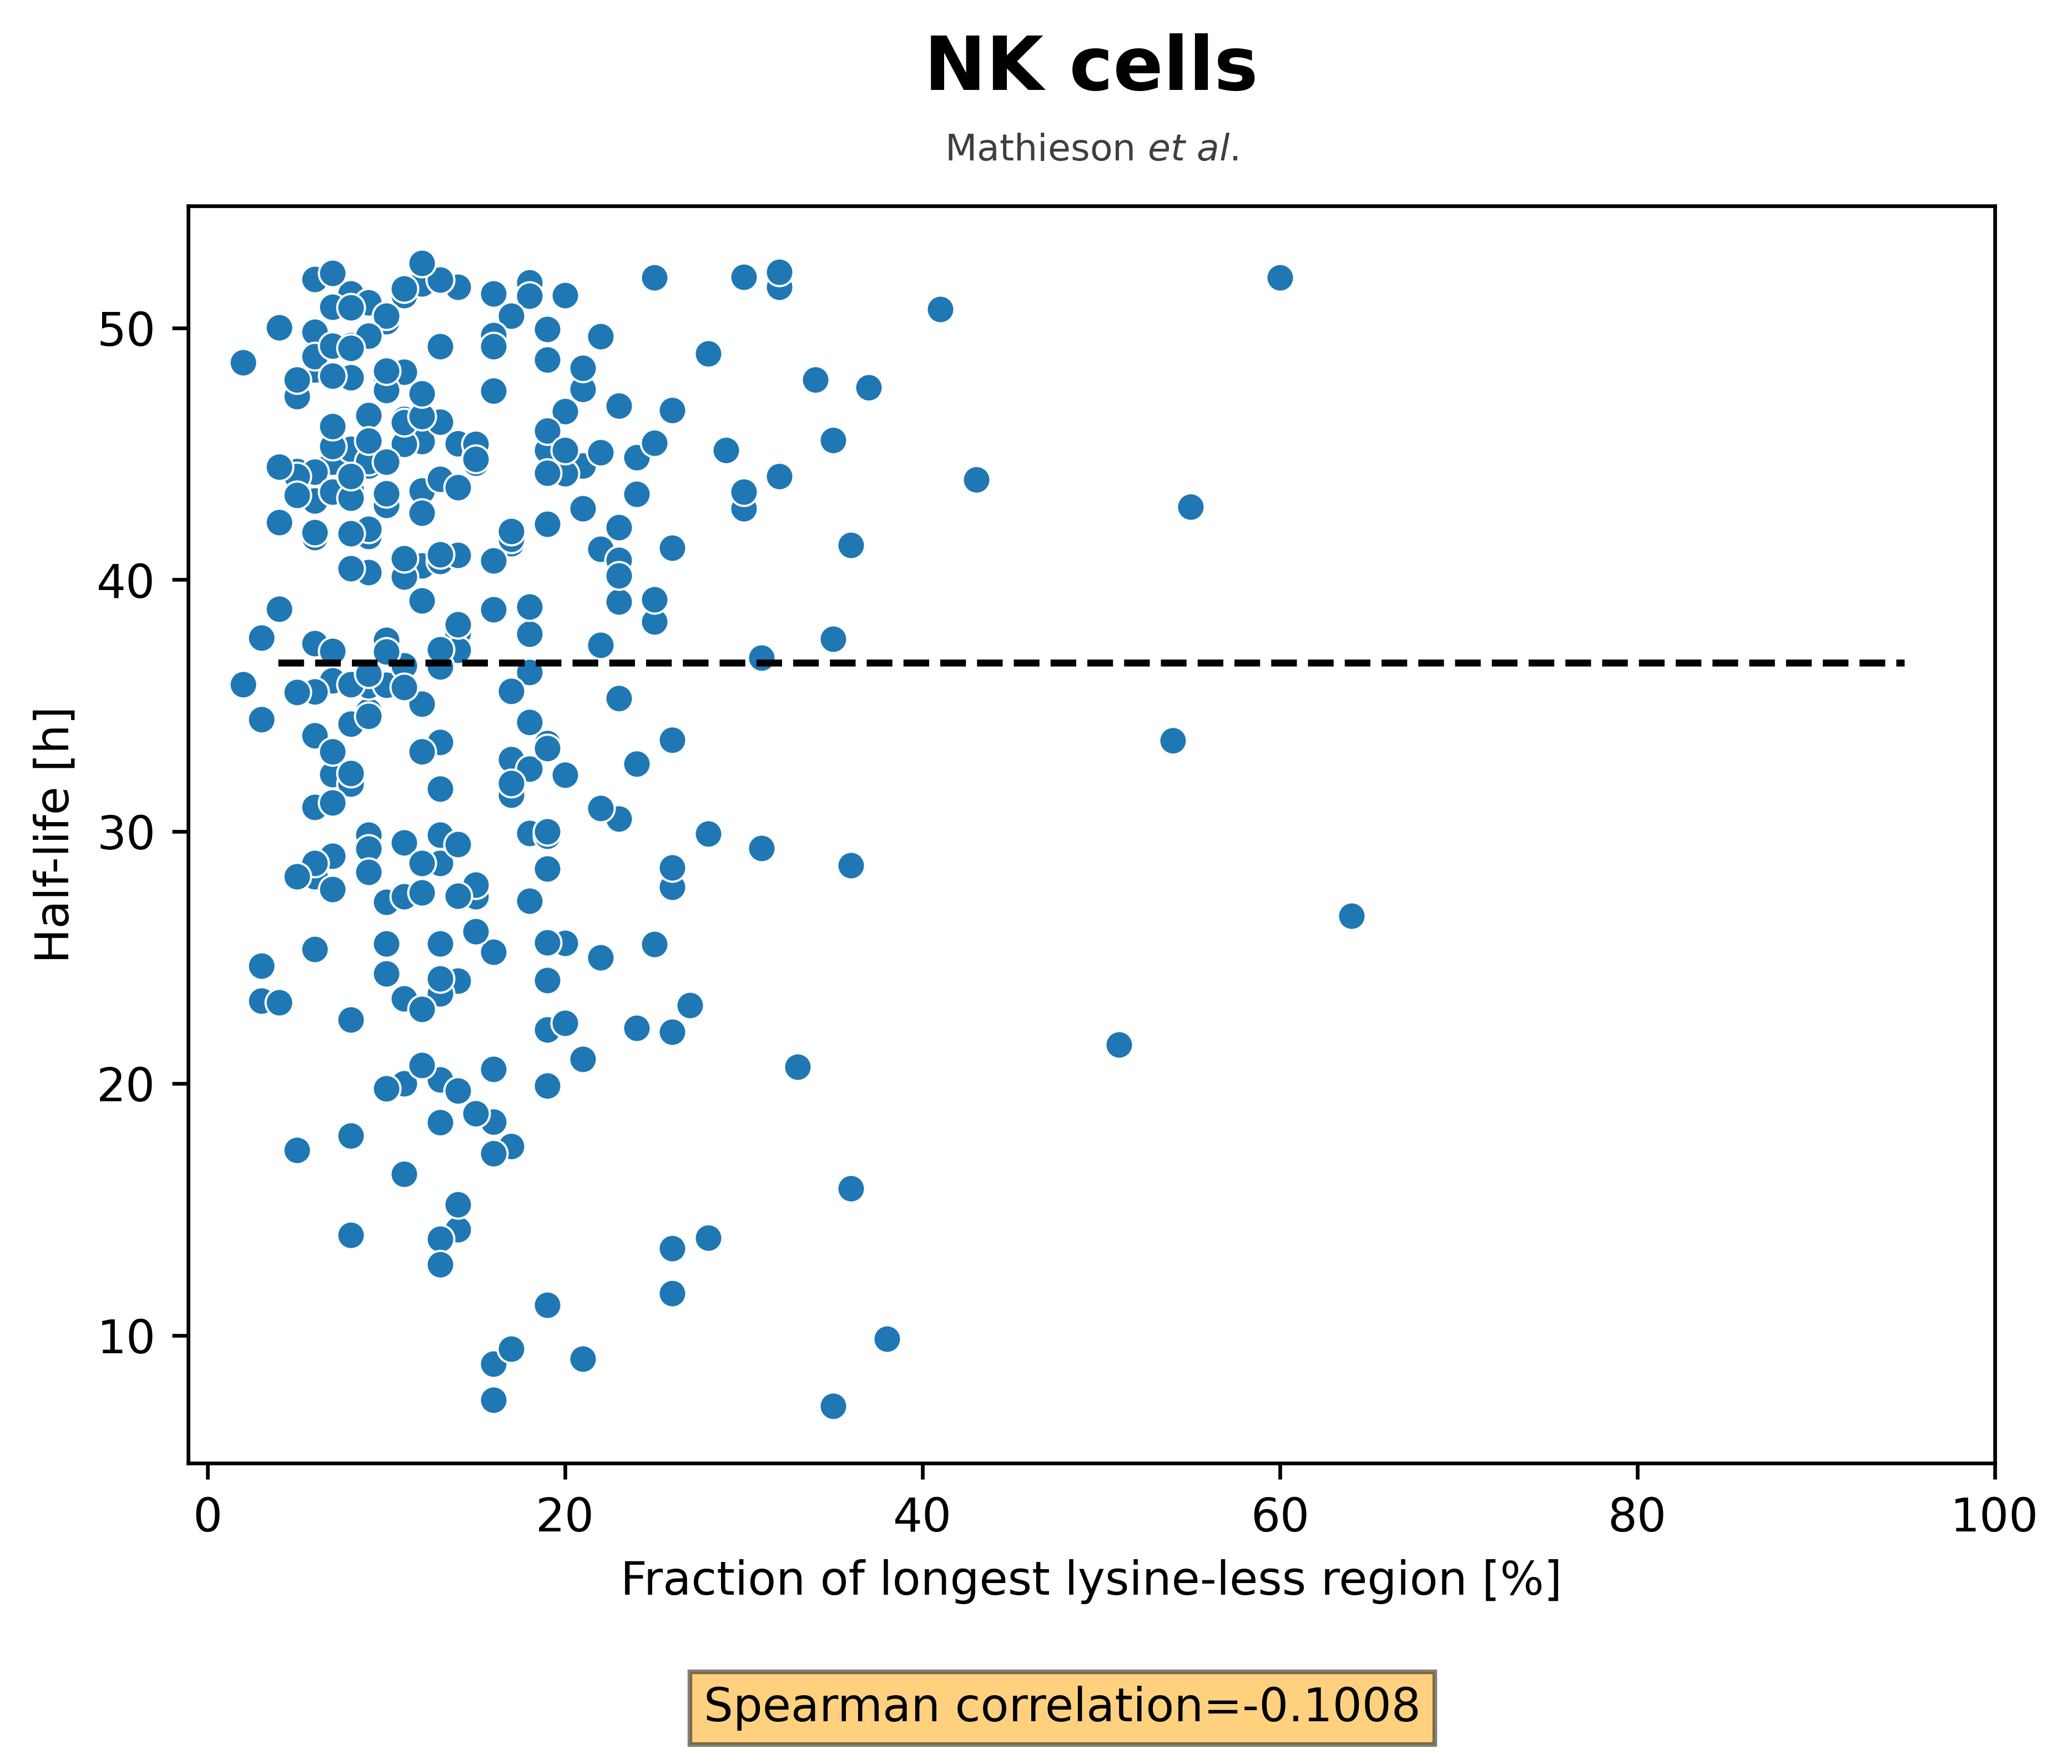 NK cells
Mathieson et al.
50
40
30
20
10
Half-life [h]
0 20 40 60 80 100
Fraction of longest lysine-less region [%]
Spearman correlation=-0.1008